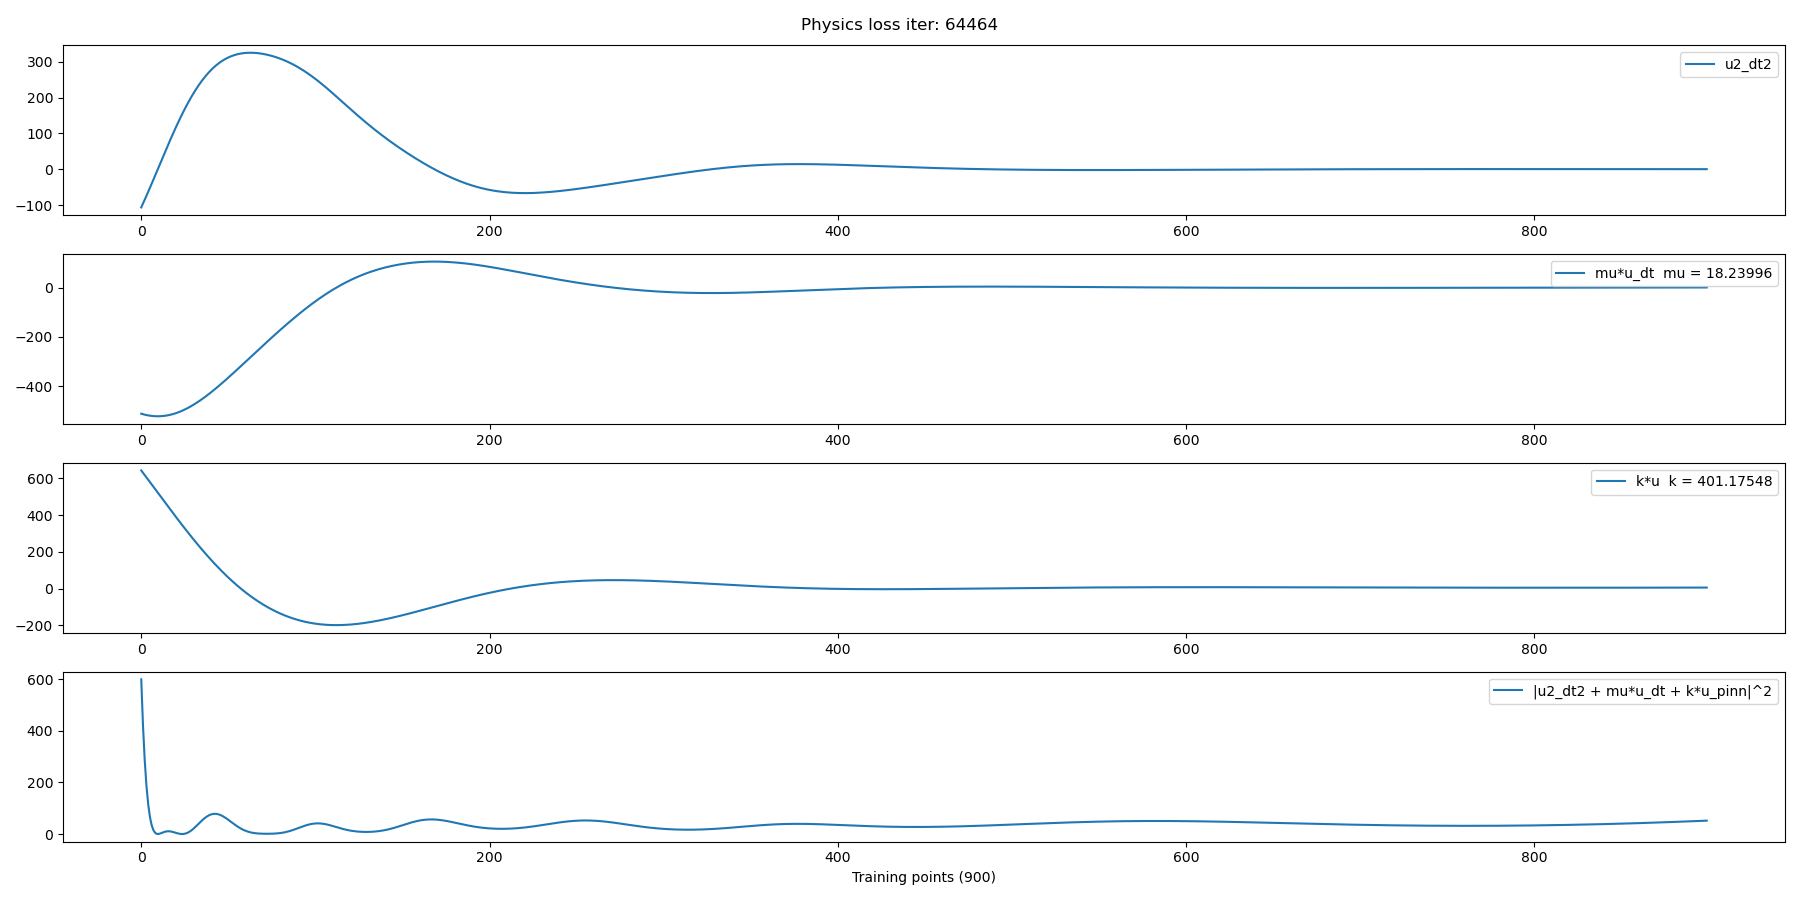 Physics loss iter: 64464
300
200
100
0
−100
u2_dt2
0 200 400 600 800
0
−200
−400
mu*u_dt  mu = 18.23996
0 200 400 600 800
600
400
200
0
−200
k*u  k = 401.17548
0 200 400 600 800
600
400
200
0
|u2_dt2 + mu*u_dt + k*u_pinn|^2
0 200 400 600 800
Training points (900)